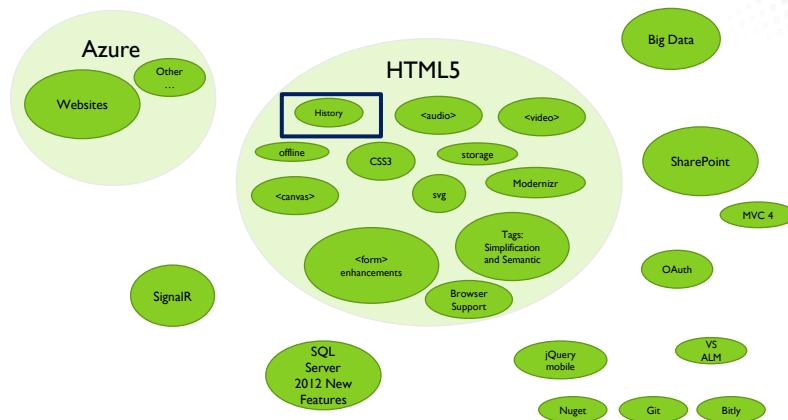 Azure
Other
…
Websites
HTML5
Big Data
History
<audio>
<video>
offline
CSS3
storage
SharePoint
<canvas>
svg
Modernizr
MVC 4
Tags:
Simplification
and Semantic
<form>
enhancements
OAuth
SignalR
Browser
Support
SQL
Server
2012 New
Features
jQuery
mobile
VS
ALM
Nuget
Git
Bitly